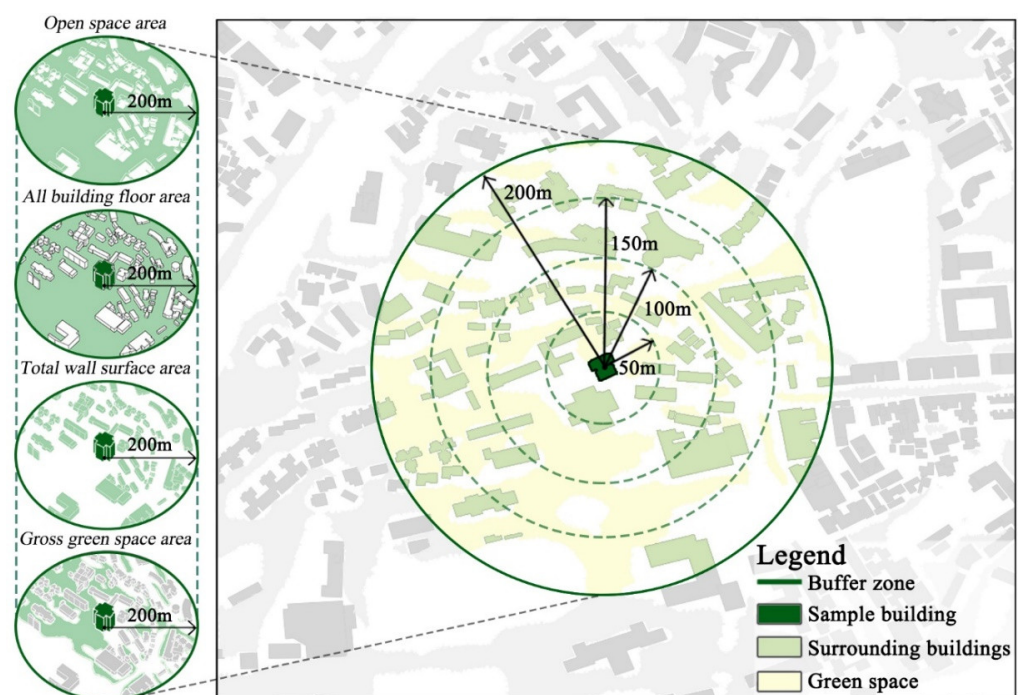 Open space area
200m
All building floor area
200m
Total wall surface area
200m
Gross green space area
200m
200m
150m
100m
50m
Legend
Buffer zone
Sample building
Surrounding buildings
Green space